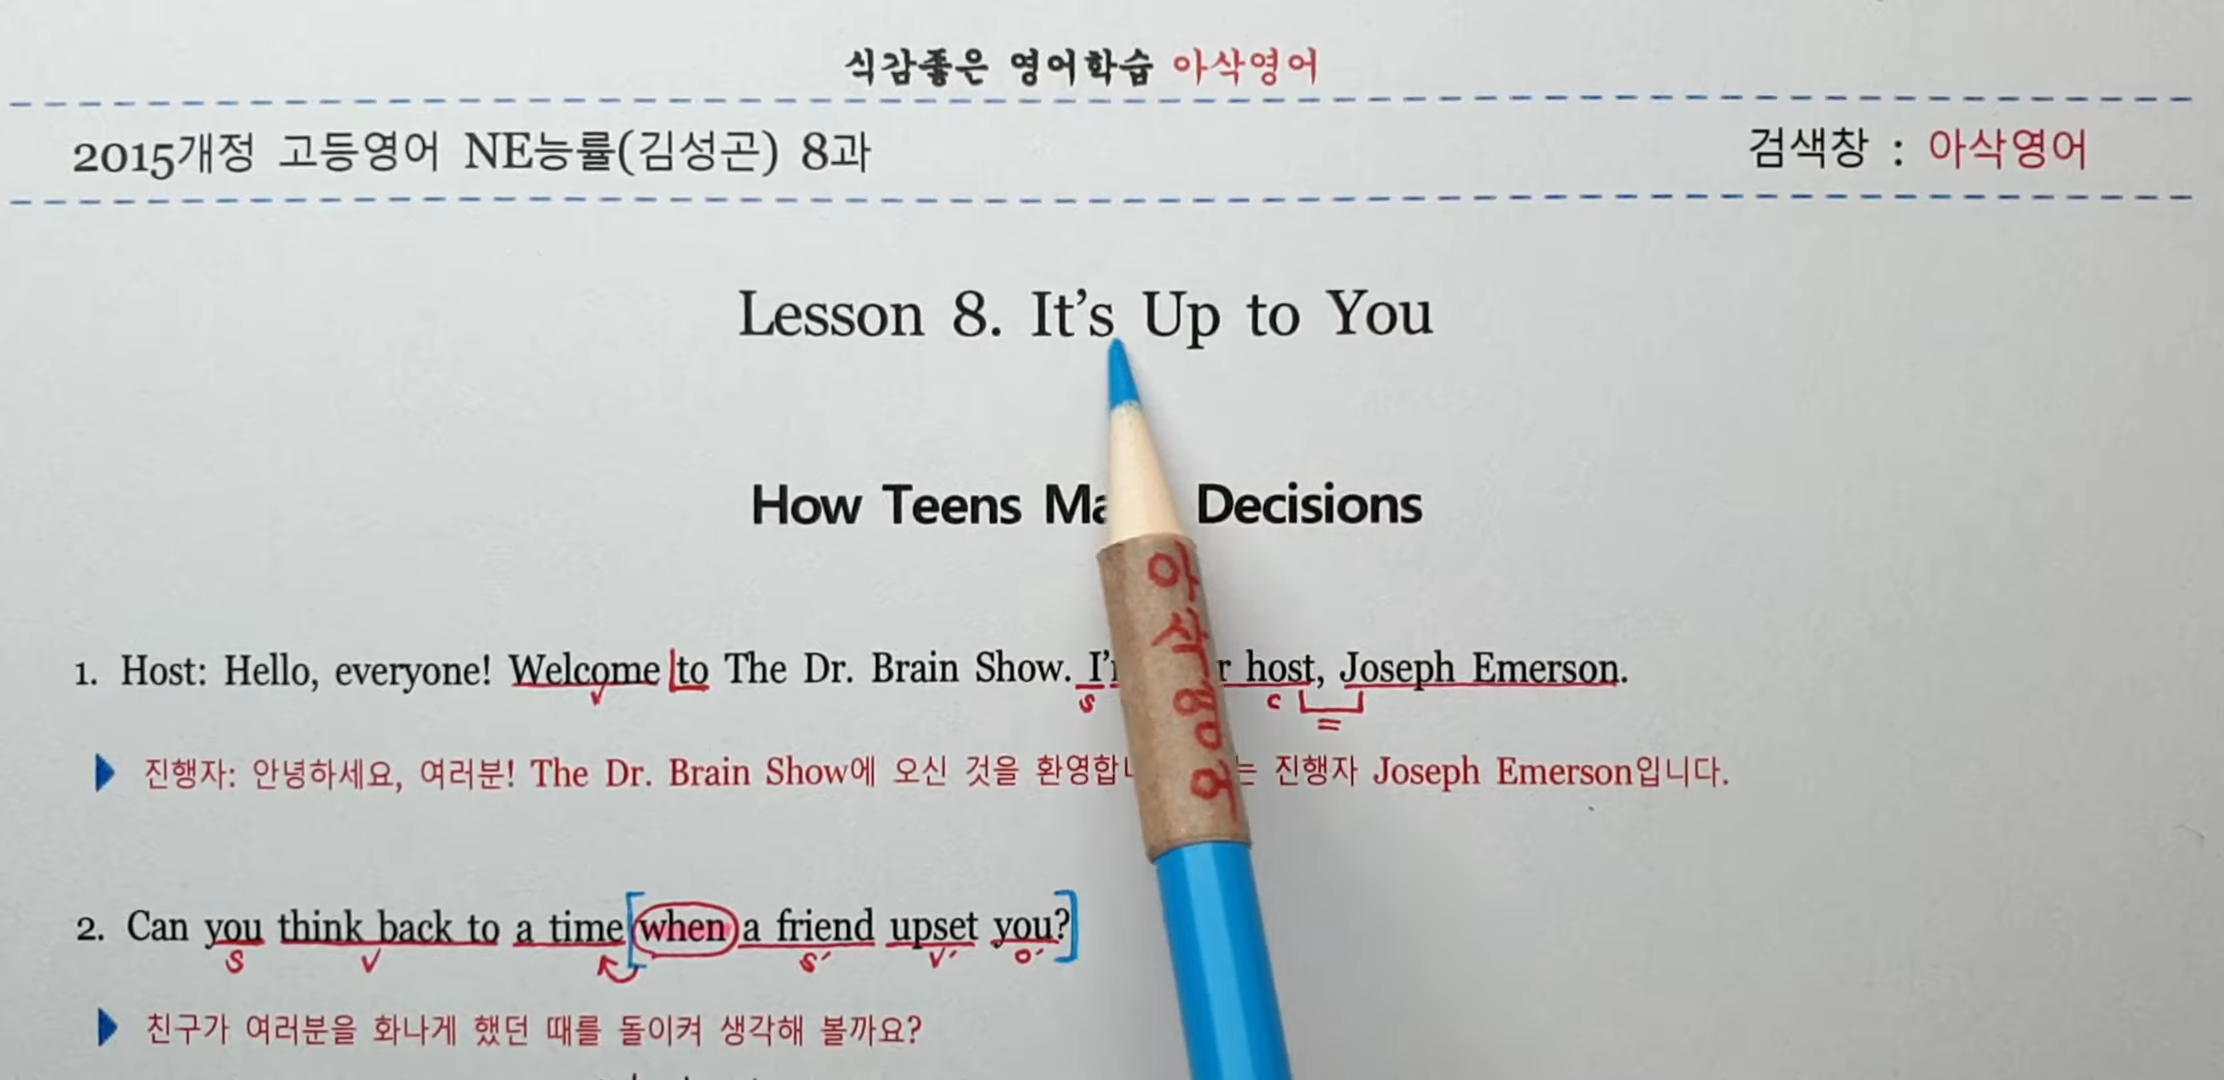 식감좋은 영어학습 아삭영어
2015개정 고등영어 NE능률(김성곤) 8과 검색창 : 아삭영어
Lesson 8. It's Up to You
How Teens Decisions
1. Host: Hello, everyone! Welcome to The Dr. Brain Show. host, Joseph Emerson.
S C =
▶ 진행자: 안녕하세요, 여러분! The Dr. Brain Show에 오신 것을 진행자 Joseph Emerson입니다.
2. Can you think back to a time [when a friend upset you?]
S V S' V' O'
▶ 친구가 여러분을 화나게 했던 때를 돌이켜 생각해 볼까요?
아삭영어